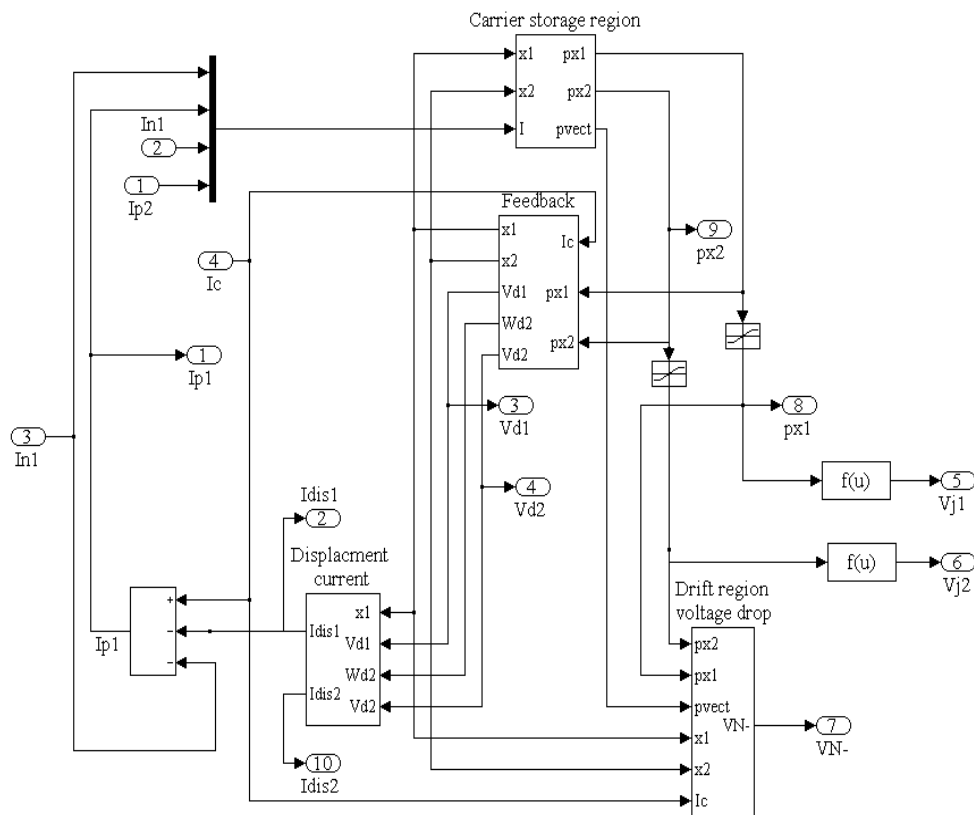 Carrier storage region
x1
px1
x2
px2
I
pvect
In1
2
1
Ip2
Feedback
x1
Ic
x2
Vd1
px1
Wd2
px2
Vd2
9
px2
4
Ic
1
Ip1
3
Vd1
8
px1
3
In1
4
Vd2
f(u)
5
Vj1
Idis1
2
f(u)
6
Vj2
Displacment
current
x1
Idis1
Vd1
Wd2
Idis2
Vd2
Drift region
voltage drop
px2
px1
pvect
VN-
x1
x2
Ic
+
-
-
Ip1
7
VN-
10
Idis2